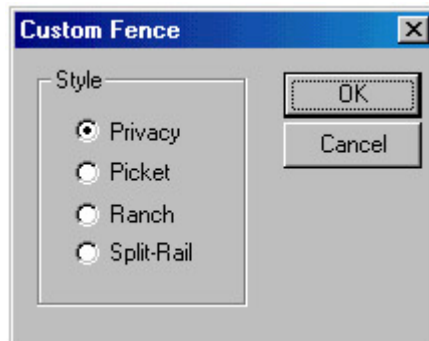 Custom Fence
Style
Privacy
Picket
Ranch
Split-Rail
OK
Cancel